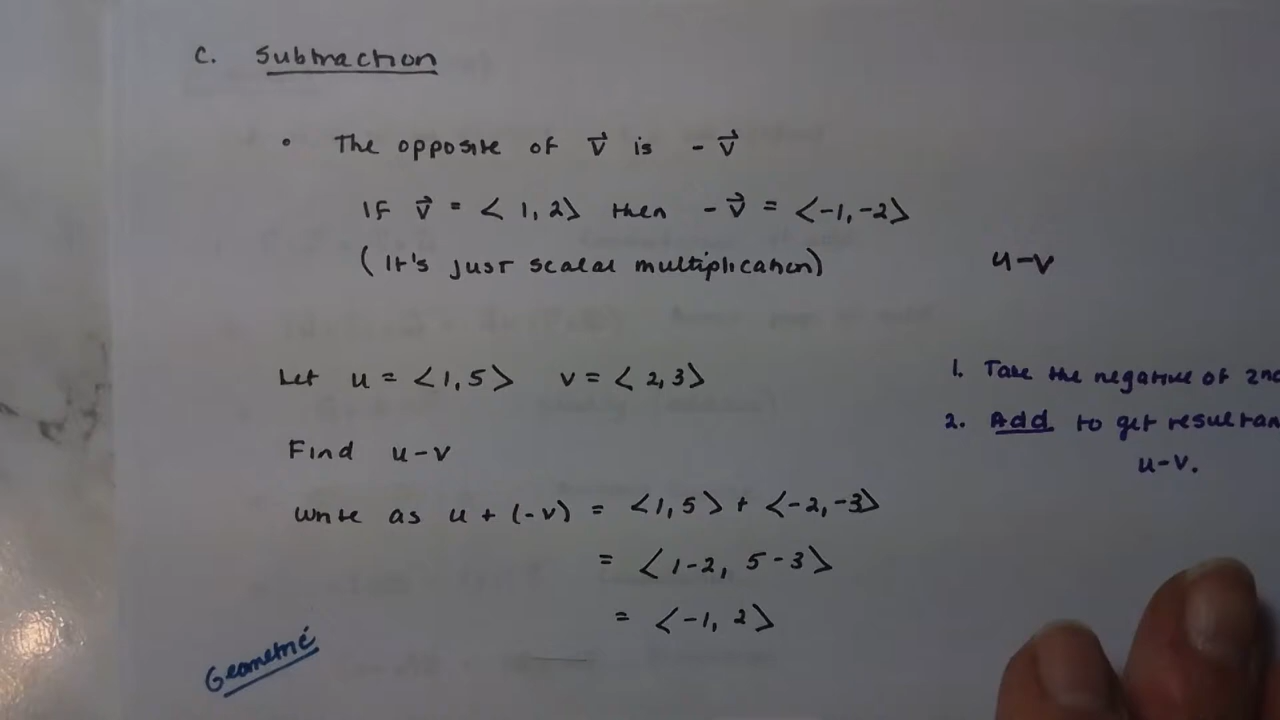 C. Subtraction
• The opposite of v⃗ is -v⃗
If v⃗ = <1,2> then -v⃗ = <-1,-2>
(It's just scalar multiplication)
u-v
Let u = <1,5> v = <2,3>
1. Take the negative of 2nd
2. Add to get resultan
u-v.
Find u-v
Write as u + (-v) = <1,5> + <-2,-3>
= <1-2, 5-3>
= <-1, 2>
Geometric